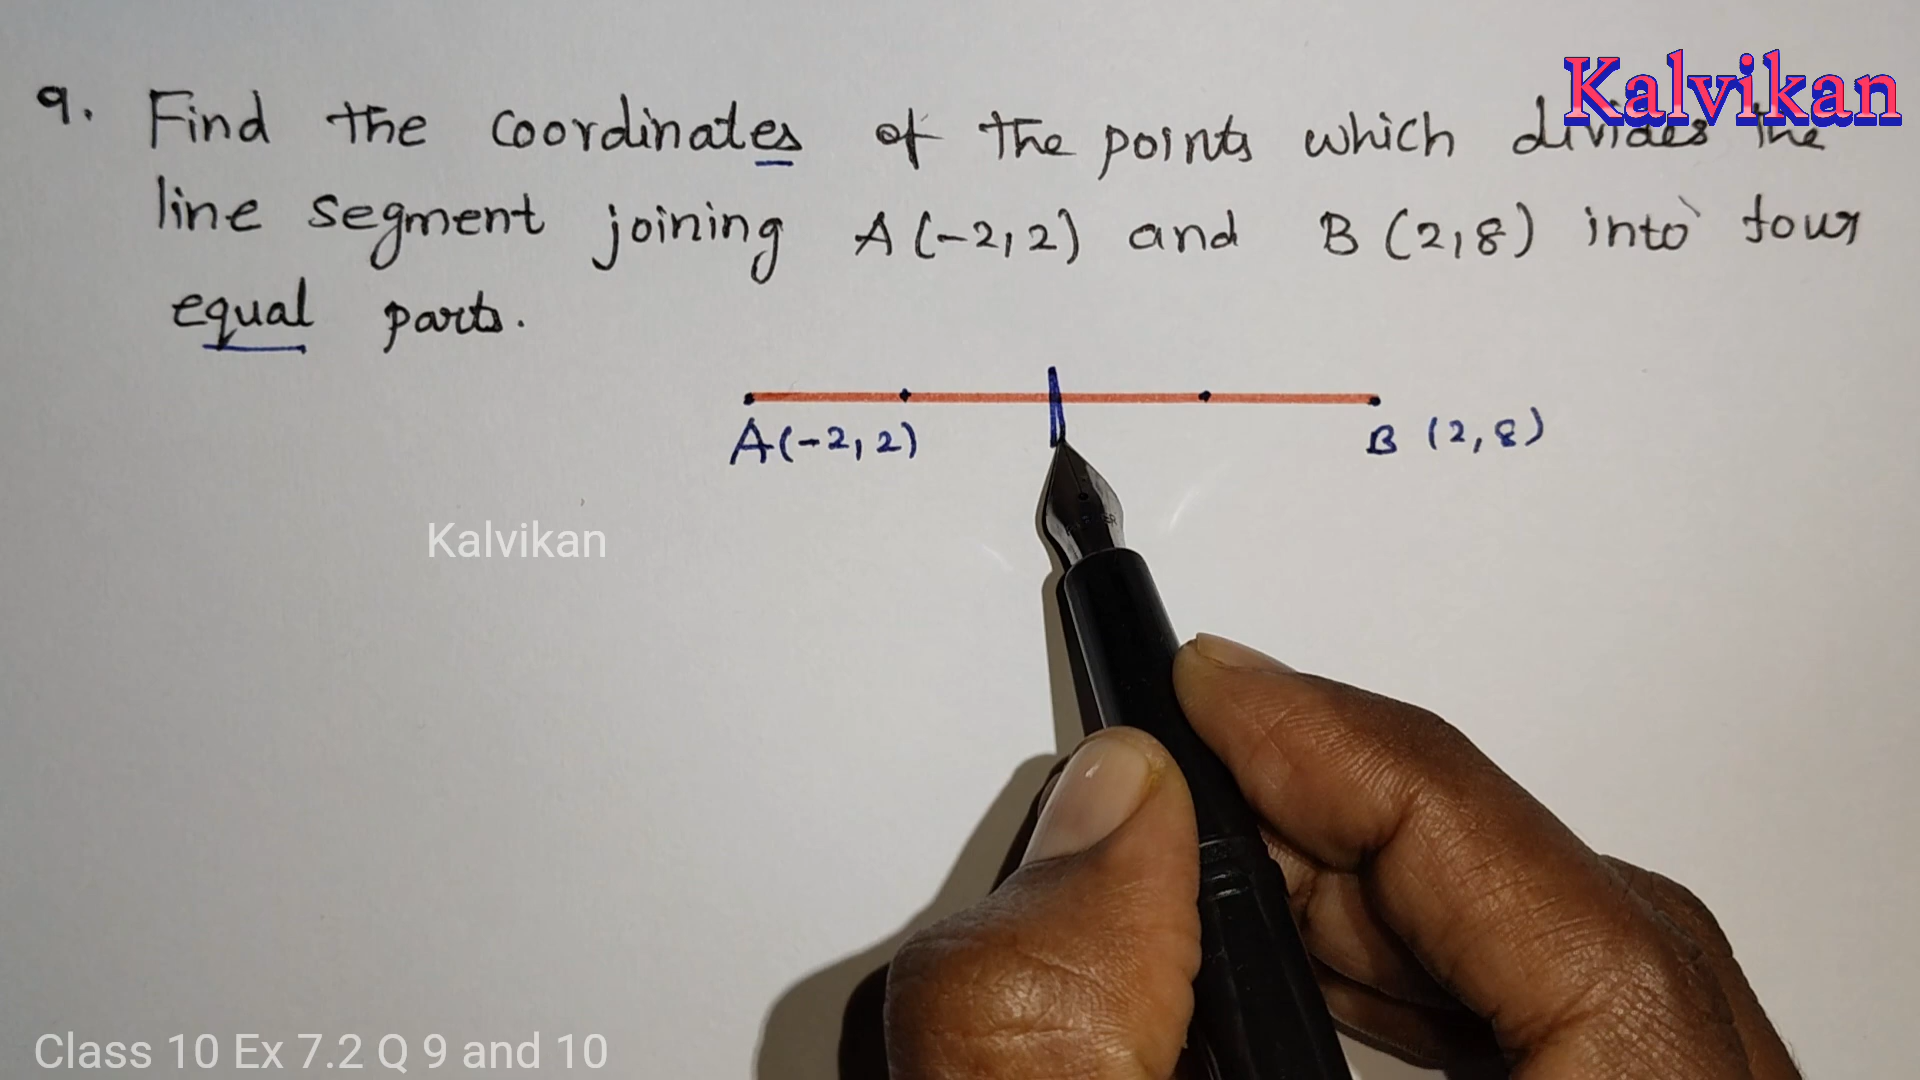 Kalvikan
9. Find the coordinates of the points which divides the
line segment joining A(-2,2) and B(2,8) into four
equal parts.
A(-2,2)
B (2,8)
Kalvikan
Class 10 Ex 7.2 Q 9 and 10